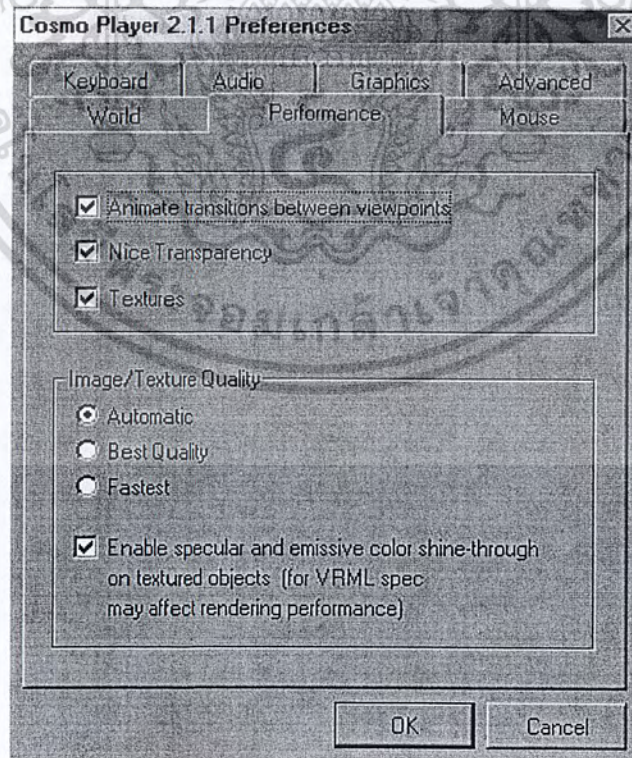 Cosmo Player 2.1.1 Preferences
Keyboard Audio Graphics Advanced
World Performance Mouse
Animate transitions between viewpoints
Nice Transparency
Textures
Image/Texture Quality
Automatic
Best Quality
Fastest
Enable specular and emissive color shine-through
on textured objects (for VRML spec
may affect rendering performance)
OK Cancel